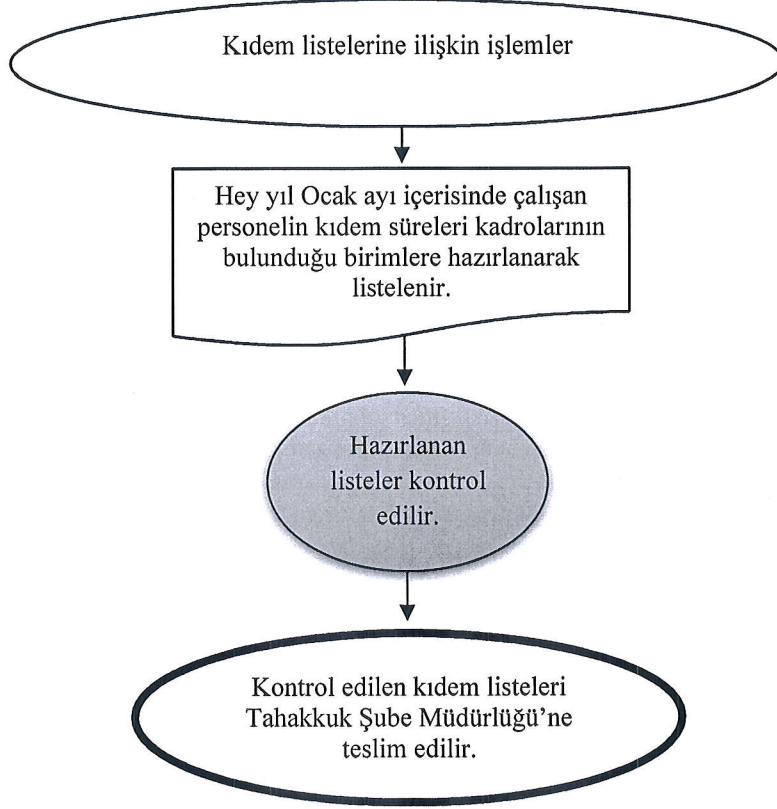 Kıdem listelerine ilişkin işlemler
Hey yıl Ocak ayı içerisinde çalışan
personelin kıdem süreleri kadrolarının
bulunduğu birimlere hazırlanarak
listelenir.
Hazırlanan
listeler kontrol
edilir.
Kontrol edilen kıdem listeleri
Tahakkuk Şube Müdürlüğü’ne
teslim edilir.